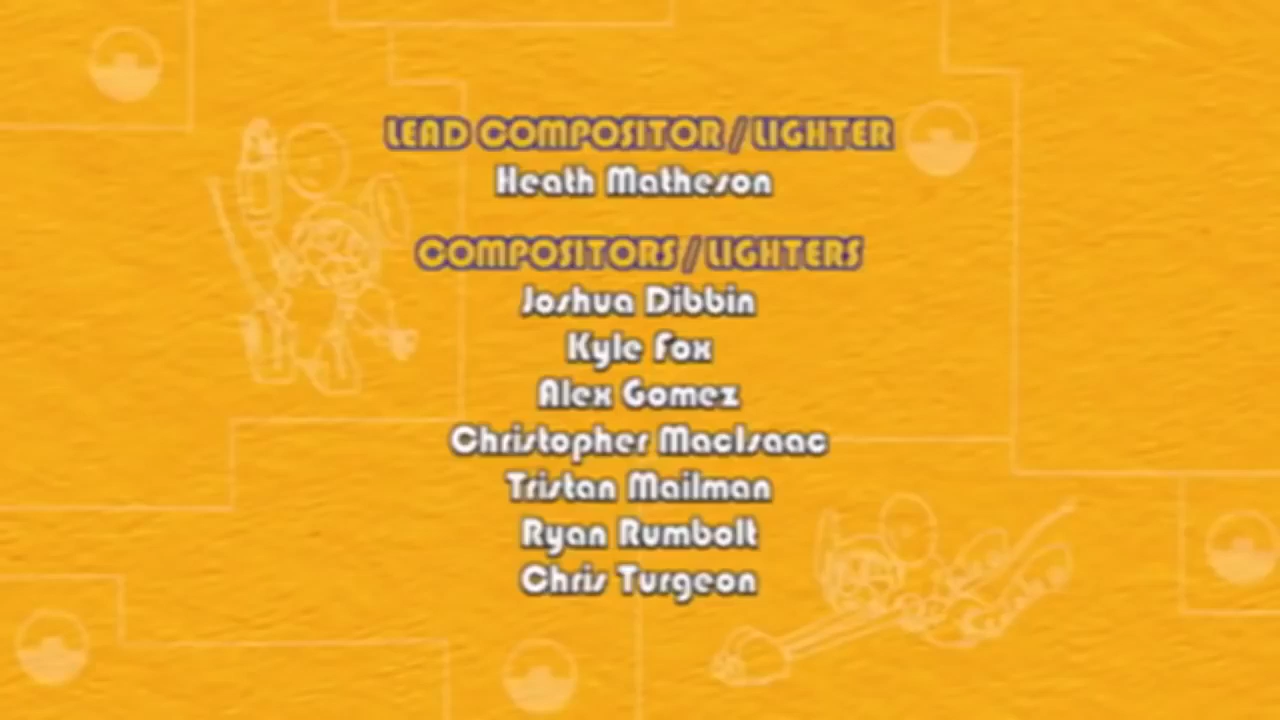 LEAD COMPOSITOR / LIGHTER
Heath Matheson
COMPOSITORS / LIGHTERS
Joshua Dibbin
Kyle Fox
Alex Gomez
Christopher MacIsaac
Tristan Mailman
Ryan Rumbolt
Chris Turgeon